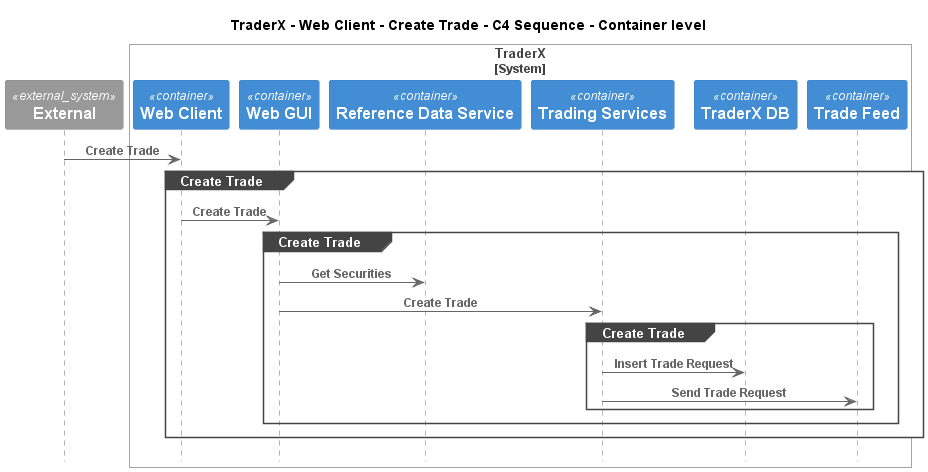 TraderX - Web Client - Create Trade - C4 Sequence - Container level
TraderX
[System]
«external_system»
External
«container»
Web Client
«container»
Web GUI
«container»
Reference Data Service
«container»
Trading Services
«container»
TraderX DB
«container»
Trade Feed
Create Trade
Create Trade
Create Trade
Create Trade
Get Securities
Create Trade
Create Trade
Insert Trade Request
Send Trade Request